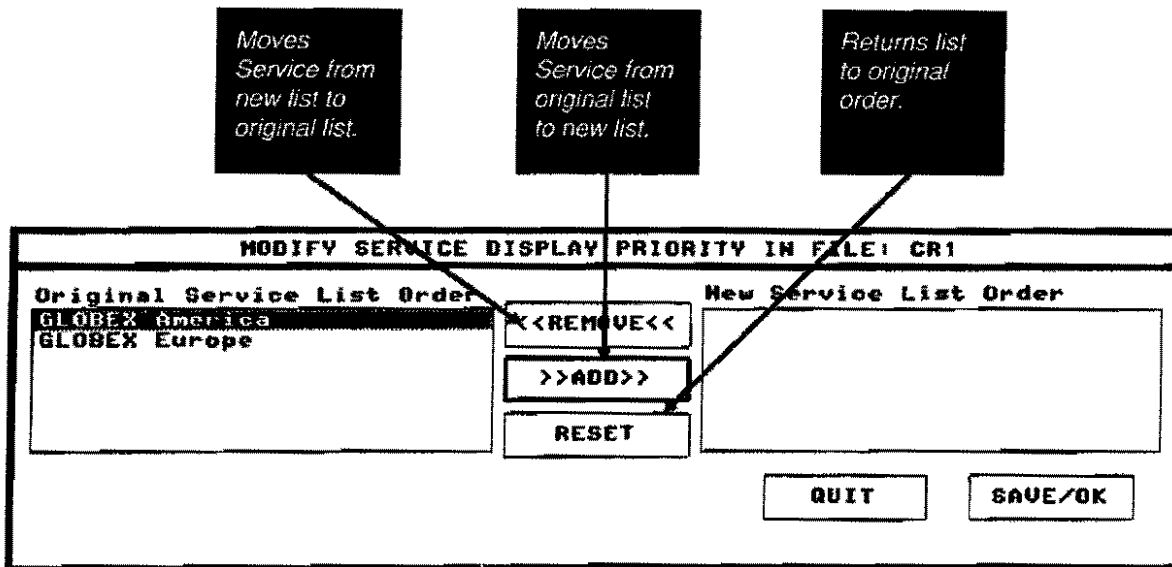 Moves
Service from
new list to
original list.
Moves
Service from
original list
to new list.
Returns list
to original
order.
MODIFY SERVICE DISPLAY PRIORITY IN FILE: CR1
Original Service List Order
New Service List Order
GLOBEX America
GLOBEX Europe
<<REMOVE<<
>>ADD>>
RESET
QUIT
SAVE/OK